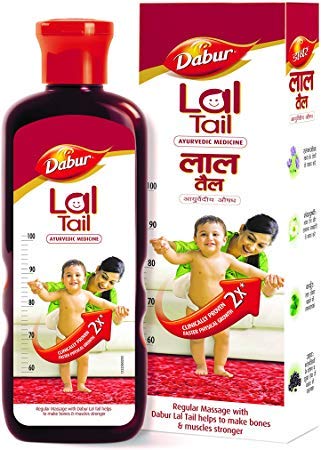 Dabur
Lal
Tail
AYURVEDIC MEDICINE
100
90
80
70
60
CLINICALLY PROVEN 2x*
FASTER PHYSICAL GROWTH
Regular Massage with
Dabur Lal Tail helps
to make bones
& muscles stronger
Dabur
Lal
Tail
AYURVEDIC MEDICINE
लाल
तैल
आयुर्वेदीय औषध
100
90
80
70
60
CLINICALLY PROVEN 2x*
FASTER PHYSICAL GROWTH
Regular Massage with
Dabur Lal Tail helps to make bones
& muscles stronger
डाबर
लाल
तैल
आयुर्वेदीय औषध